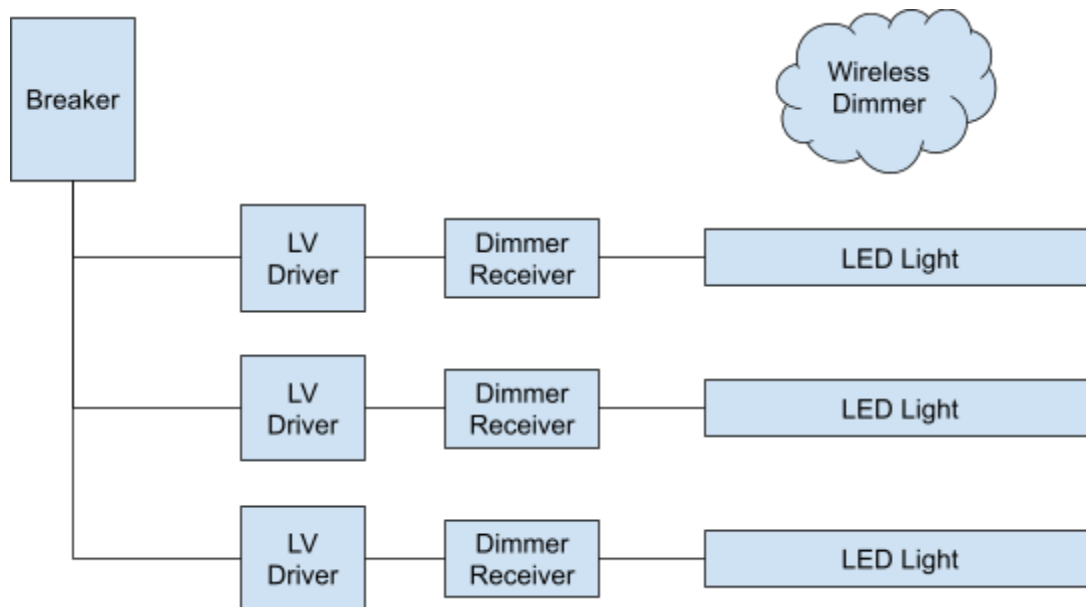 Breaker
Wireless
Dimmer
LV
Driver
Dimmer
Receiver
LED Light
LV
Driver
Dimmer
Receiver
LED Light
LV
Driver
Dimmer
Receiver
LED Light